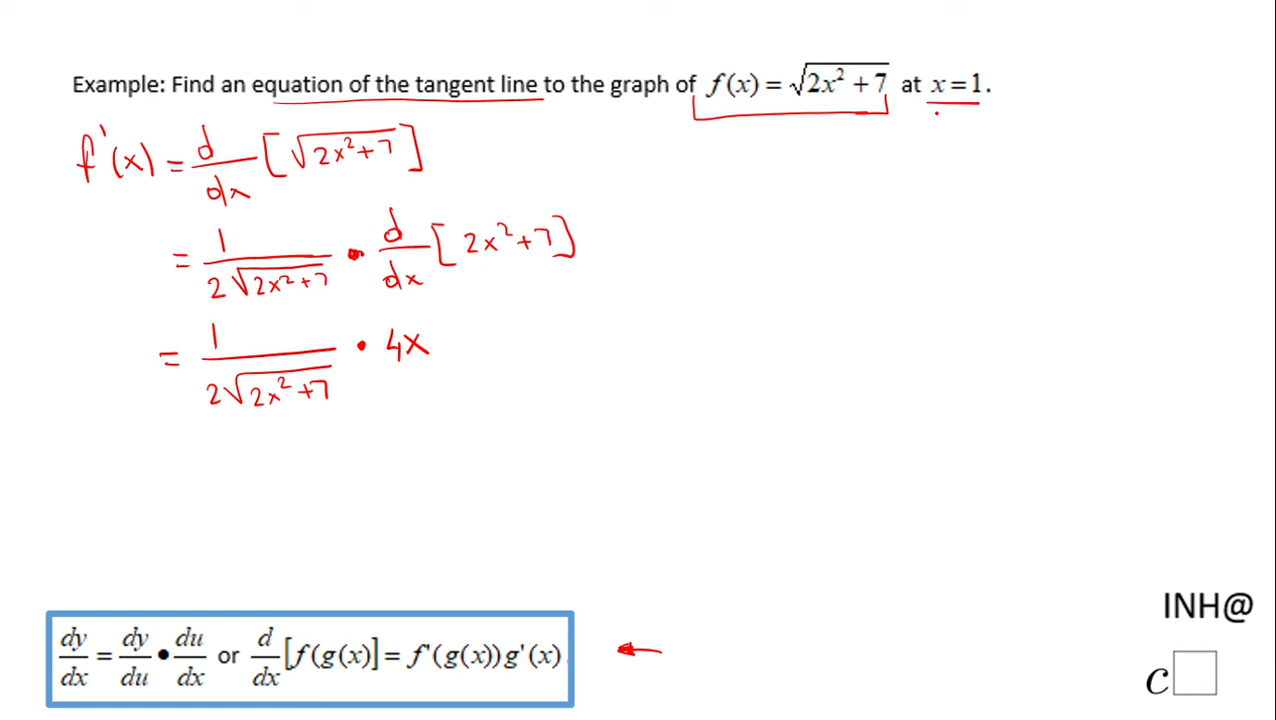 Example: Find an equation of the tangent line to the graph of f(x) = √(2x² + 7) at x = 1.
f'(x) = d/dx [√(2x²+7)]
= 1/(2√(2x²+7)) • d/dx [2x²+7]
= 1/(2√(2x²+7)) • 4x
dy/dx = dy/du • du/dx or d/dx [f(g(x)] = f'(g(x))g'(x)
INH@
c